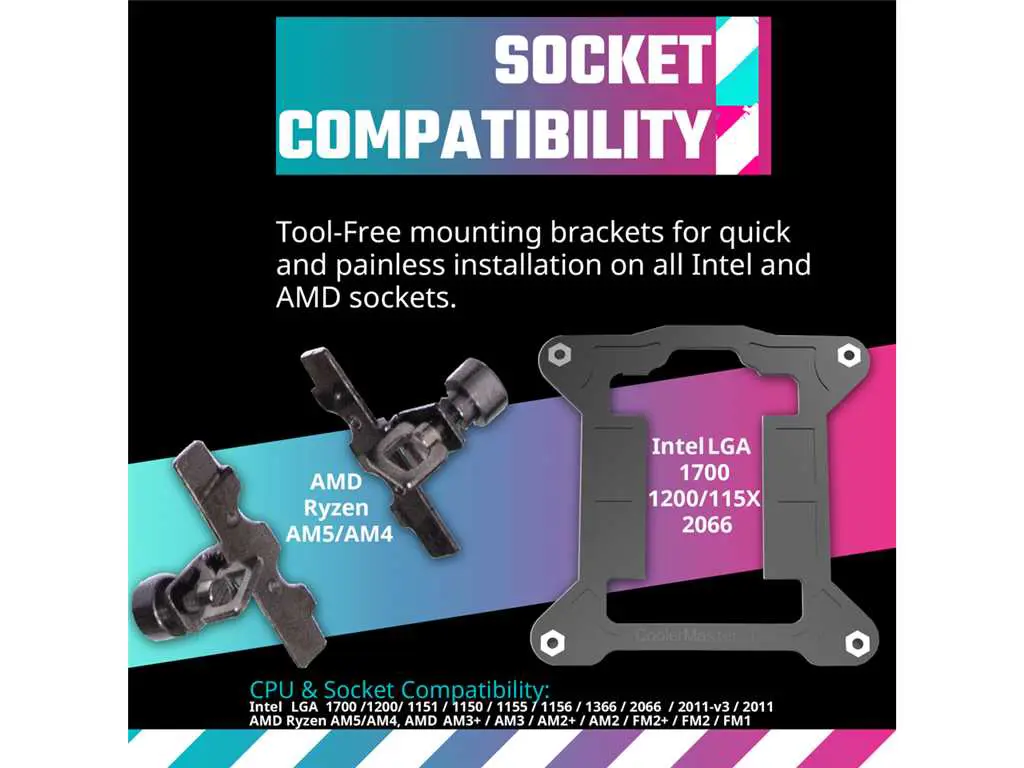 SOCKET
COMPATIBILITY
Tool-Free mounting brackets for quick
and painless installation on all Intel and
AMD sockets.
AMD
Ryzen
AM5/AM4
Intel LGA
1700
1200/115X
2066
CoolerMaster
CPU & Socket Compatibility:
Intel LGA 1700 /1200/ 1151 / 1150 / 1155 / 1156 / 1366 / 2066 / 2011-v3 / 2011
AMD Ryzen AM5/AM4, AMD AM3+ / AM3 / AM2+ / AM2 / FM2+ / FM2 / FM1